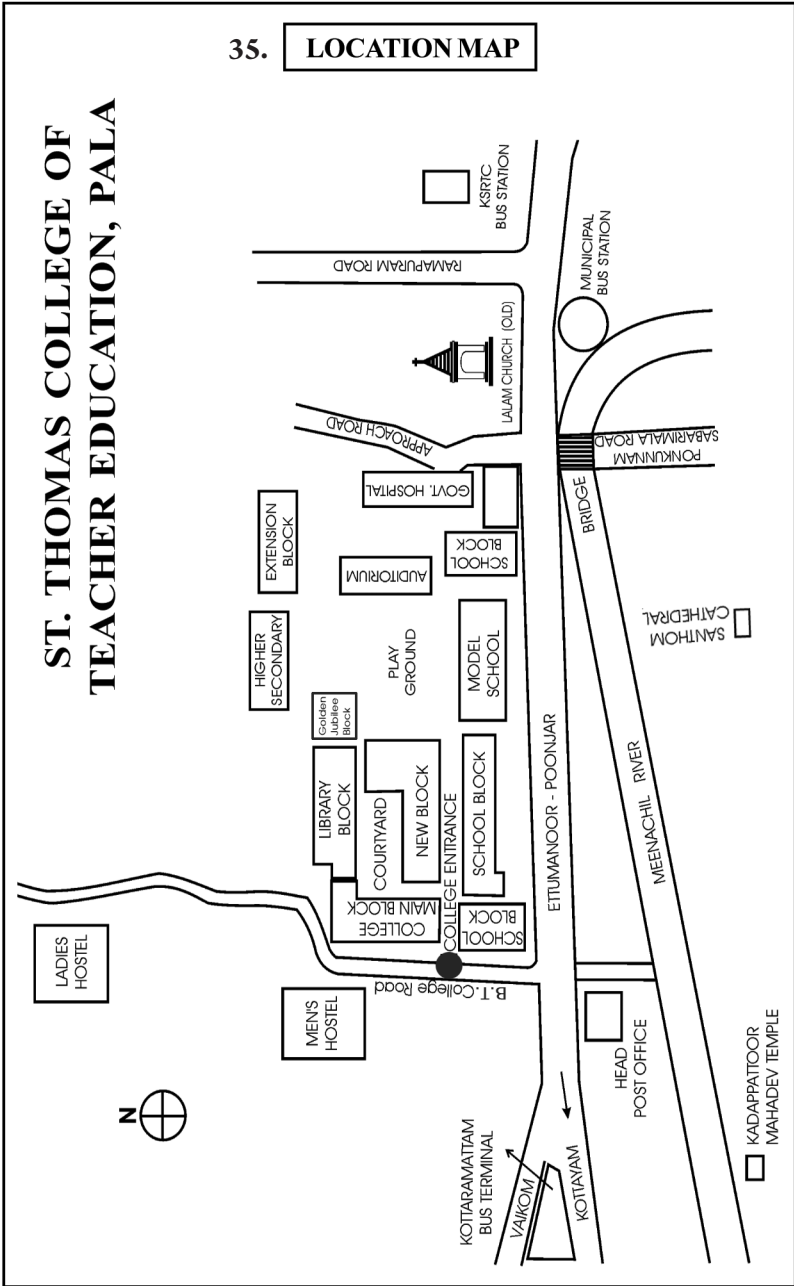 35. LOCATION MAP
ST. THOMAS COLLEGE OF
TEACHER EDUCATION, PALA
N
LADIES
HOSTEL
MEN'S
HOSTEL
B.T.College Road
COLLEGE
MAIN BLOCK
LIBRARY
BLOCK
COURTYARD
NEW BLOCK
Golden
Jubilee
Block
HIGHER
SECONDARY
EXTENSION
BLOCK
PLAY
GROUND
AUDITORIUM
GOVT. HOSPITAL
APPROACH ROAD
LALAM CHURCH (OLD)
RAMAPURAM ROAD
KSRTC
BUS STATION
COLLEGE ENTRANCE
SCHOOL
BLOCK
SCHOOL BLOCK
MODEL
SCHOOL
SCHOOL
BLOCK
KOTTARAMATTAM
BUS TERMINAL
VAIKOM
KOTTAYAM
ETTUMANOOR - POONJAR
MUNICIPAL
BUS STATION
HEAD
POST OFFICE
MEENACHIL RIVER
BRIDGE
PONKUNNAM
SABARIMALA ROAD
SANTHOM
CATHEDRAL
KADAPPATTOOR
MAHADEV TEMPLE